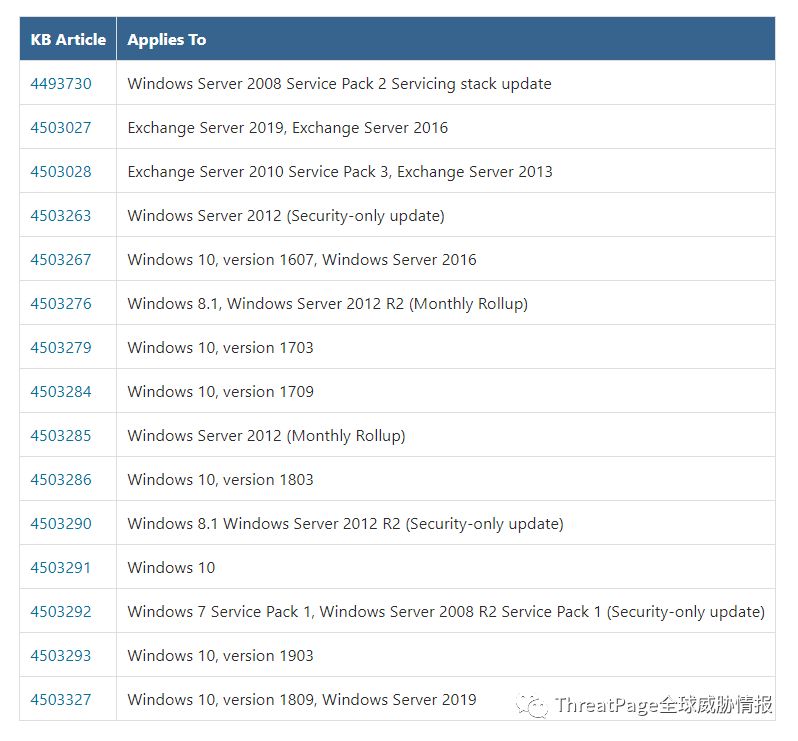 KB Article Applies To
4493730 Windows Server 2008 Service Pack 2 Servicing stack update
4503027 Exchange Server 2019, Exchange Server 2016
4503028 Exchange Server 2010 Service Pack 3, Exchange Server 2013
4503263 Windows Server 2012 (Security-only update)
4503267 Windows 10, version 1607, Windows Server 2016
4503276 Windows 8.1, Windows Server 2012 R2 (Monthly Rollup)
4503279 Windows 10, version 1703
4503284 Windows 10, version 1709
4503285 Windows Server 2012 (Monthly Rollup)
4503286 Windows 10, version 1803
4503290 Windows 8.1 Windows Server 2012 R2 (Security-only update)
4503291 Windows 10
4503292 Windows 7 Service Pack 1, Windows Server 2008 R2 Service Pack 1 (Security-only update)
4503293 Windows 10, version 1903
4503327 Windows 10, version 1809, Windows Server 2019
ThreatPage全球威胁情报